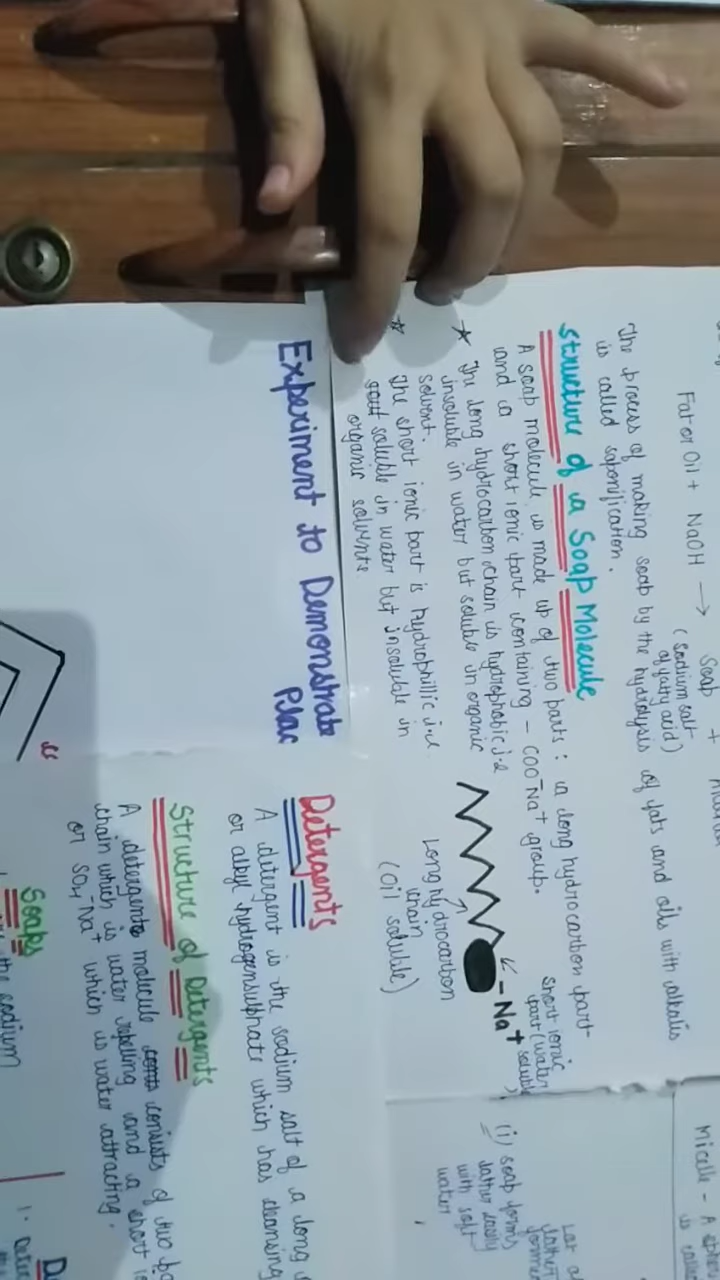 Fat or Oil + NaOH → Soap +
(Sodium salt
of fatty acid)
The process of making soap by the hydrolysis of fats and oils with alkalis
is called saponification.
Structure of a Soap Molecule
A soap molecule is made up of two parts : a long hydrocarbon part
and a short ionic part containing - COO⁻Na⁺ group.
★ The long hydrocarbon chain is hydrophobic i.e
insoluble in water but soluble in organic
solvent.
★ The short ionic part is hydrophillic i.e
part soluble in water but insoluble in
organic solvents.
short ionic
part (water
soluble)
- Na⁺
Long hydrocarbon
chain
(Oil soluble)
Micelle - A
is
(i) soap forms
lather easily
with soft
water
Experiment to Demonstrate
Detergents
A detergent is the sodium salt of a long
or alkyl hydrogensulphate which has cleansing
Structure of Detergents
A detergents molecule consists of two
chain which is water repelling and a short
or SO₄⁻Na⁺ which is water attracting.
Soaps
the sodium
1.